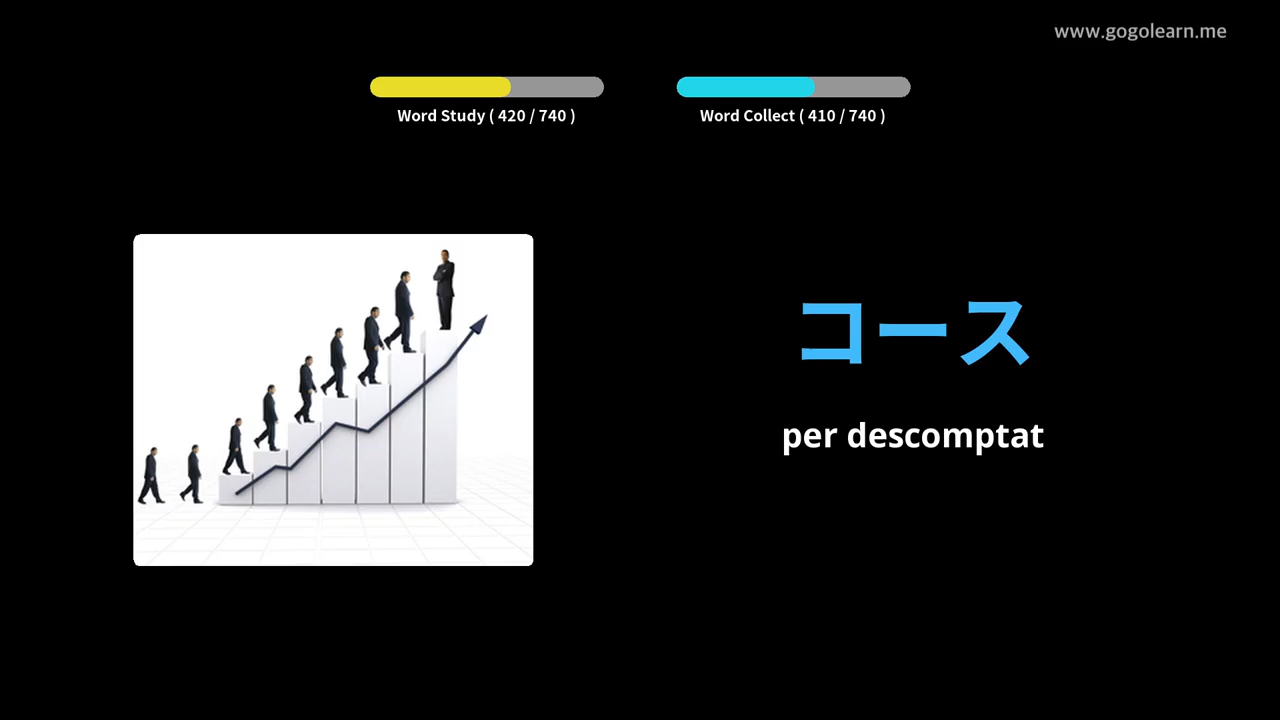 www.gogolearn.me
Word Study ( 420 / 740 )
Word Collect ( 410 / 740 )
コース
per descomptat